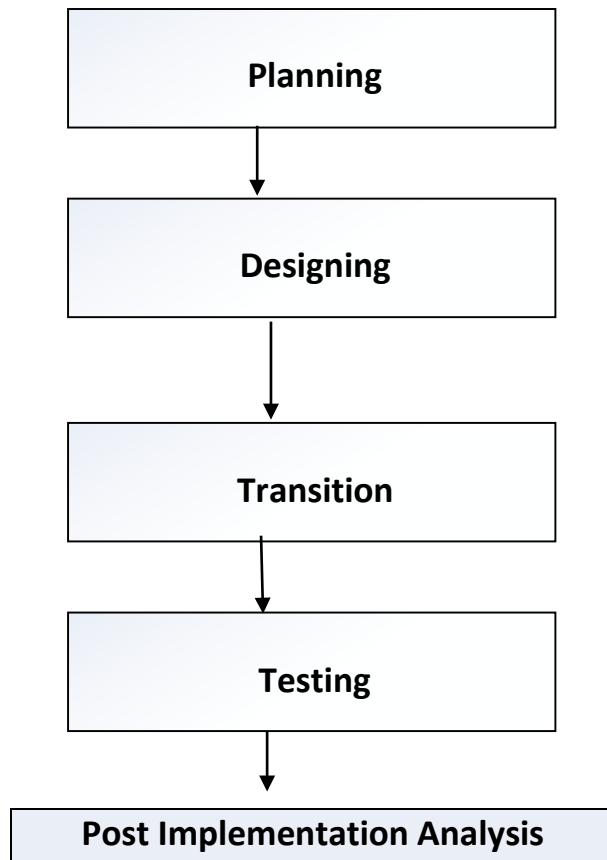 Planning
Designing
Transition
Testing
Post Implementation Analysis